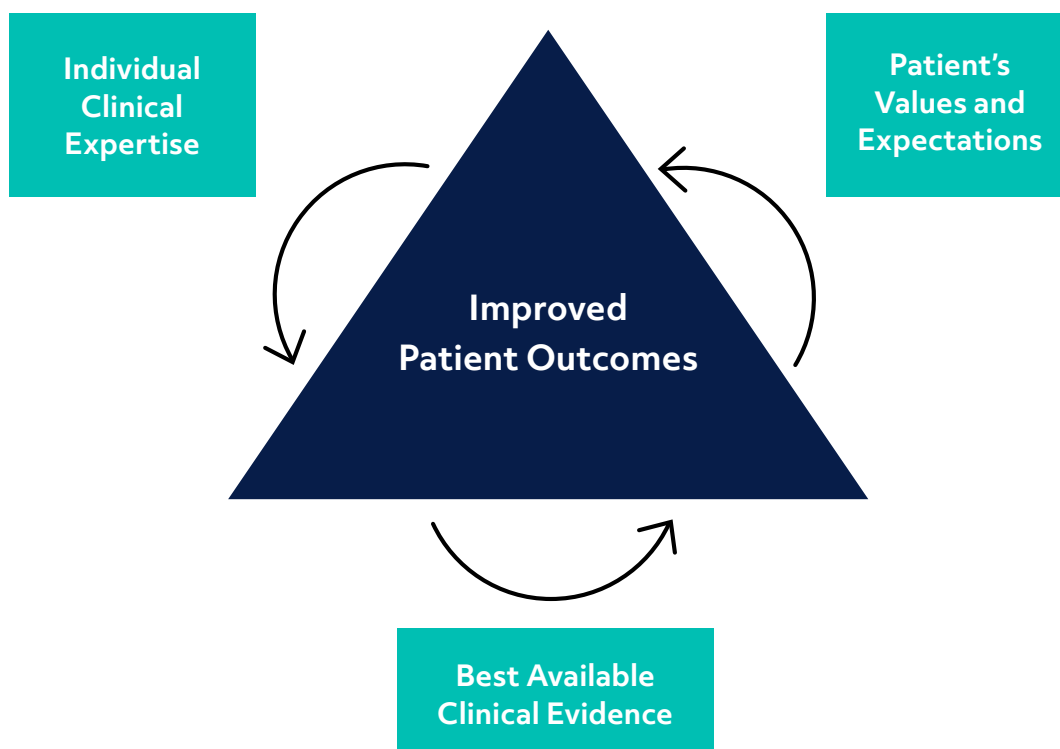 Individual
Clinical
Expertise
Patient’s
Values and
Expectations
Improved
Patient Outcomes
Best Available
Clinical Evidence